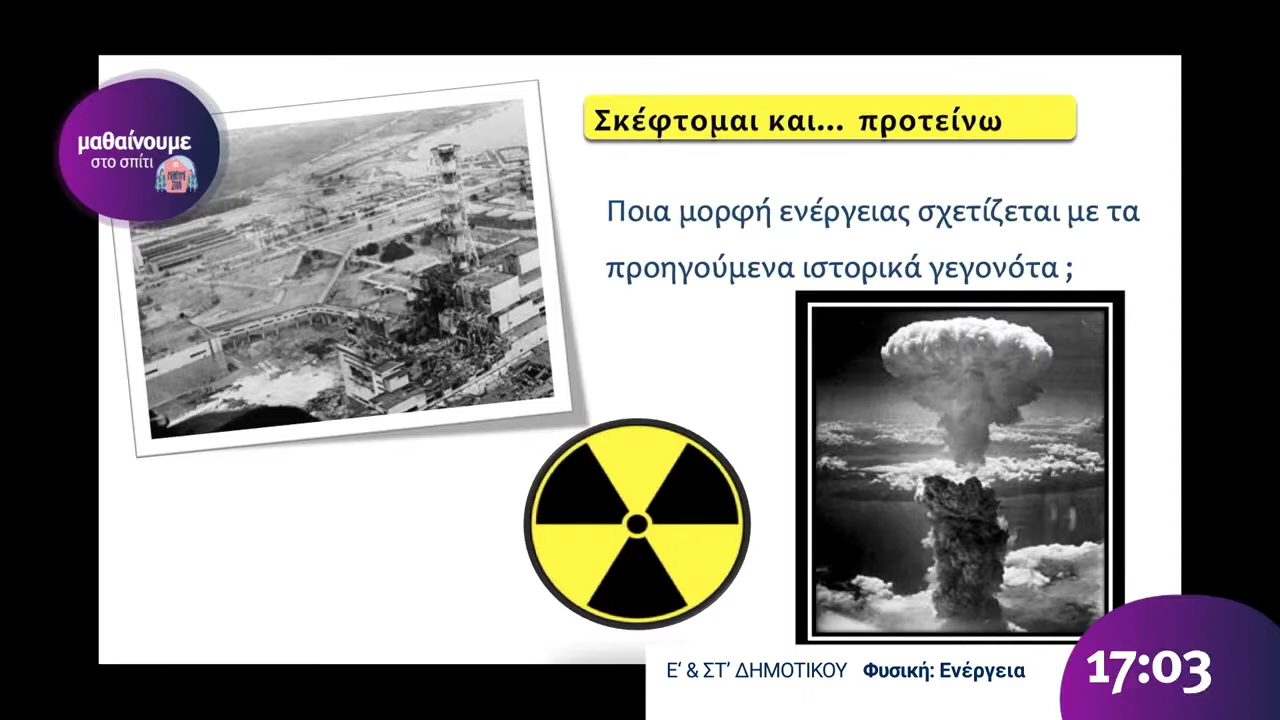 μαθαίνουμε
στο σπίτι
Σκέφτομαι και... προτείνω
Ποια μορφή ενέργειας σχετίζεται με τα
προηγούμενα ιστορικά γεγονότα ;
Ε΄ & ΣΤ΄ ΔΗΜΟΤΙΚΟΥ Φυσική: Ενέργεια
17:03